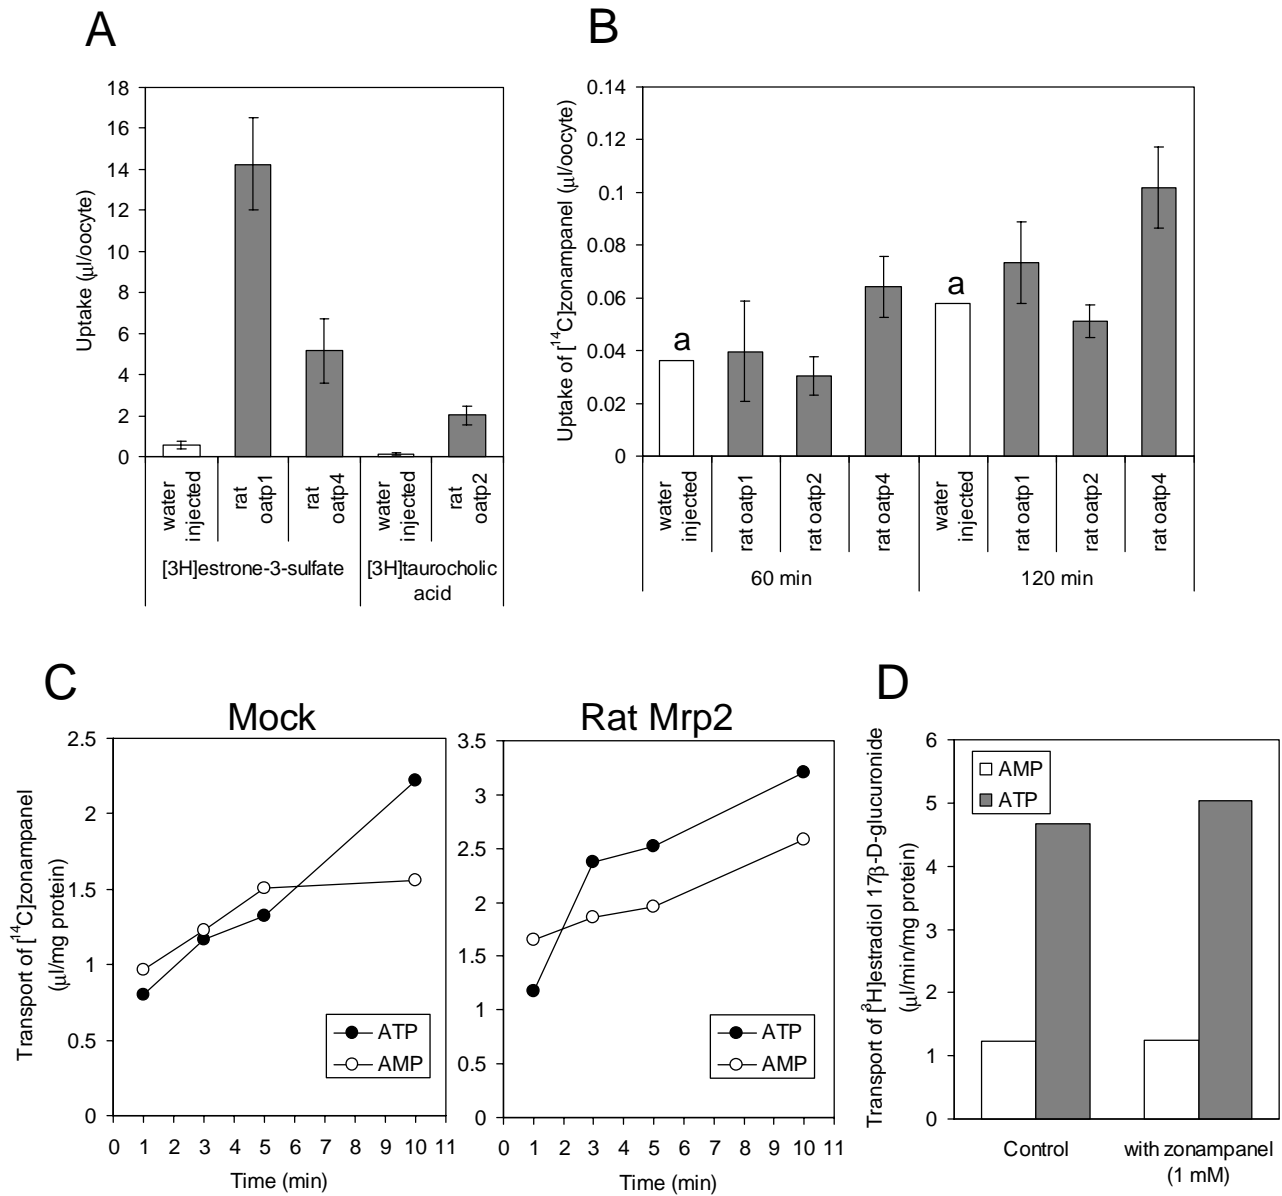 A
18
16
14
12
10
8
6
4
2
0
Uptake (μl/oocyte)
water
injected
rat
oatp1
rat
oatp4
water
injected
rat
oatp2
[3H]estrone-3-sulfate
[3H]taurocholic
acid
B
0.14
0.12
0.1
0.08
0.06
0.04
0.02
0
Uptake of [14C]zonampanel (μl/oocyte)
a
a
water
injected
rat oatp1
rat oatp2
rat oatp4
water
injected
rat oatp1
rat oatp2
rat oatp4
60 min
120 min
C
Mock
2.5
2
1.5
1
0.5
0
Transport of [14C]zonampanel
(μl/mg protein)
ATP
AMP
0 1 2 3 4 5 6 7 8 9 10 11
Time (min)
Rat Mrp2
3.5
3
2.5
2
1.5
1
0.5
0
ATP
AMP
0 1 2 3 4 5 6 7 8 9 10 11
Time (min)
D
6
5
4
3
2
1
0
Transport of [3H]estradiol 17β-D-glucuronide
(μl/min/mg protein)
AMP
ATP
Control
with zonampanel
(1 mM)